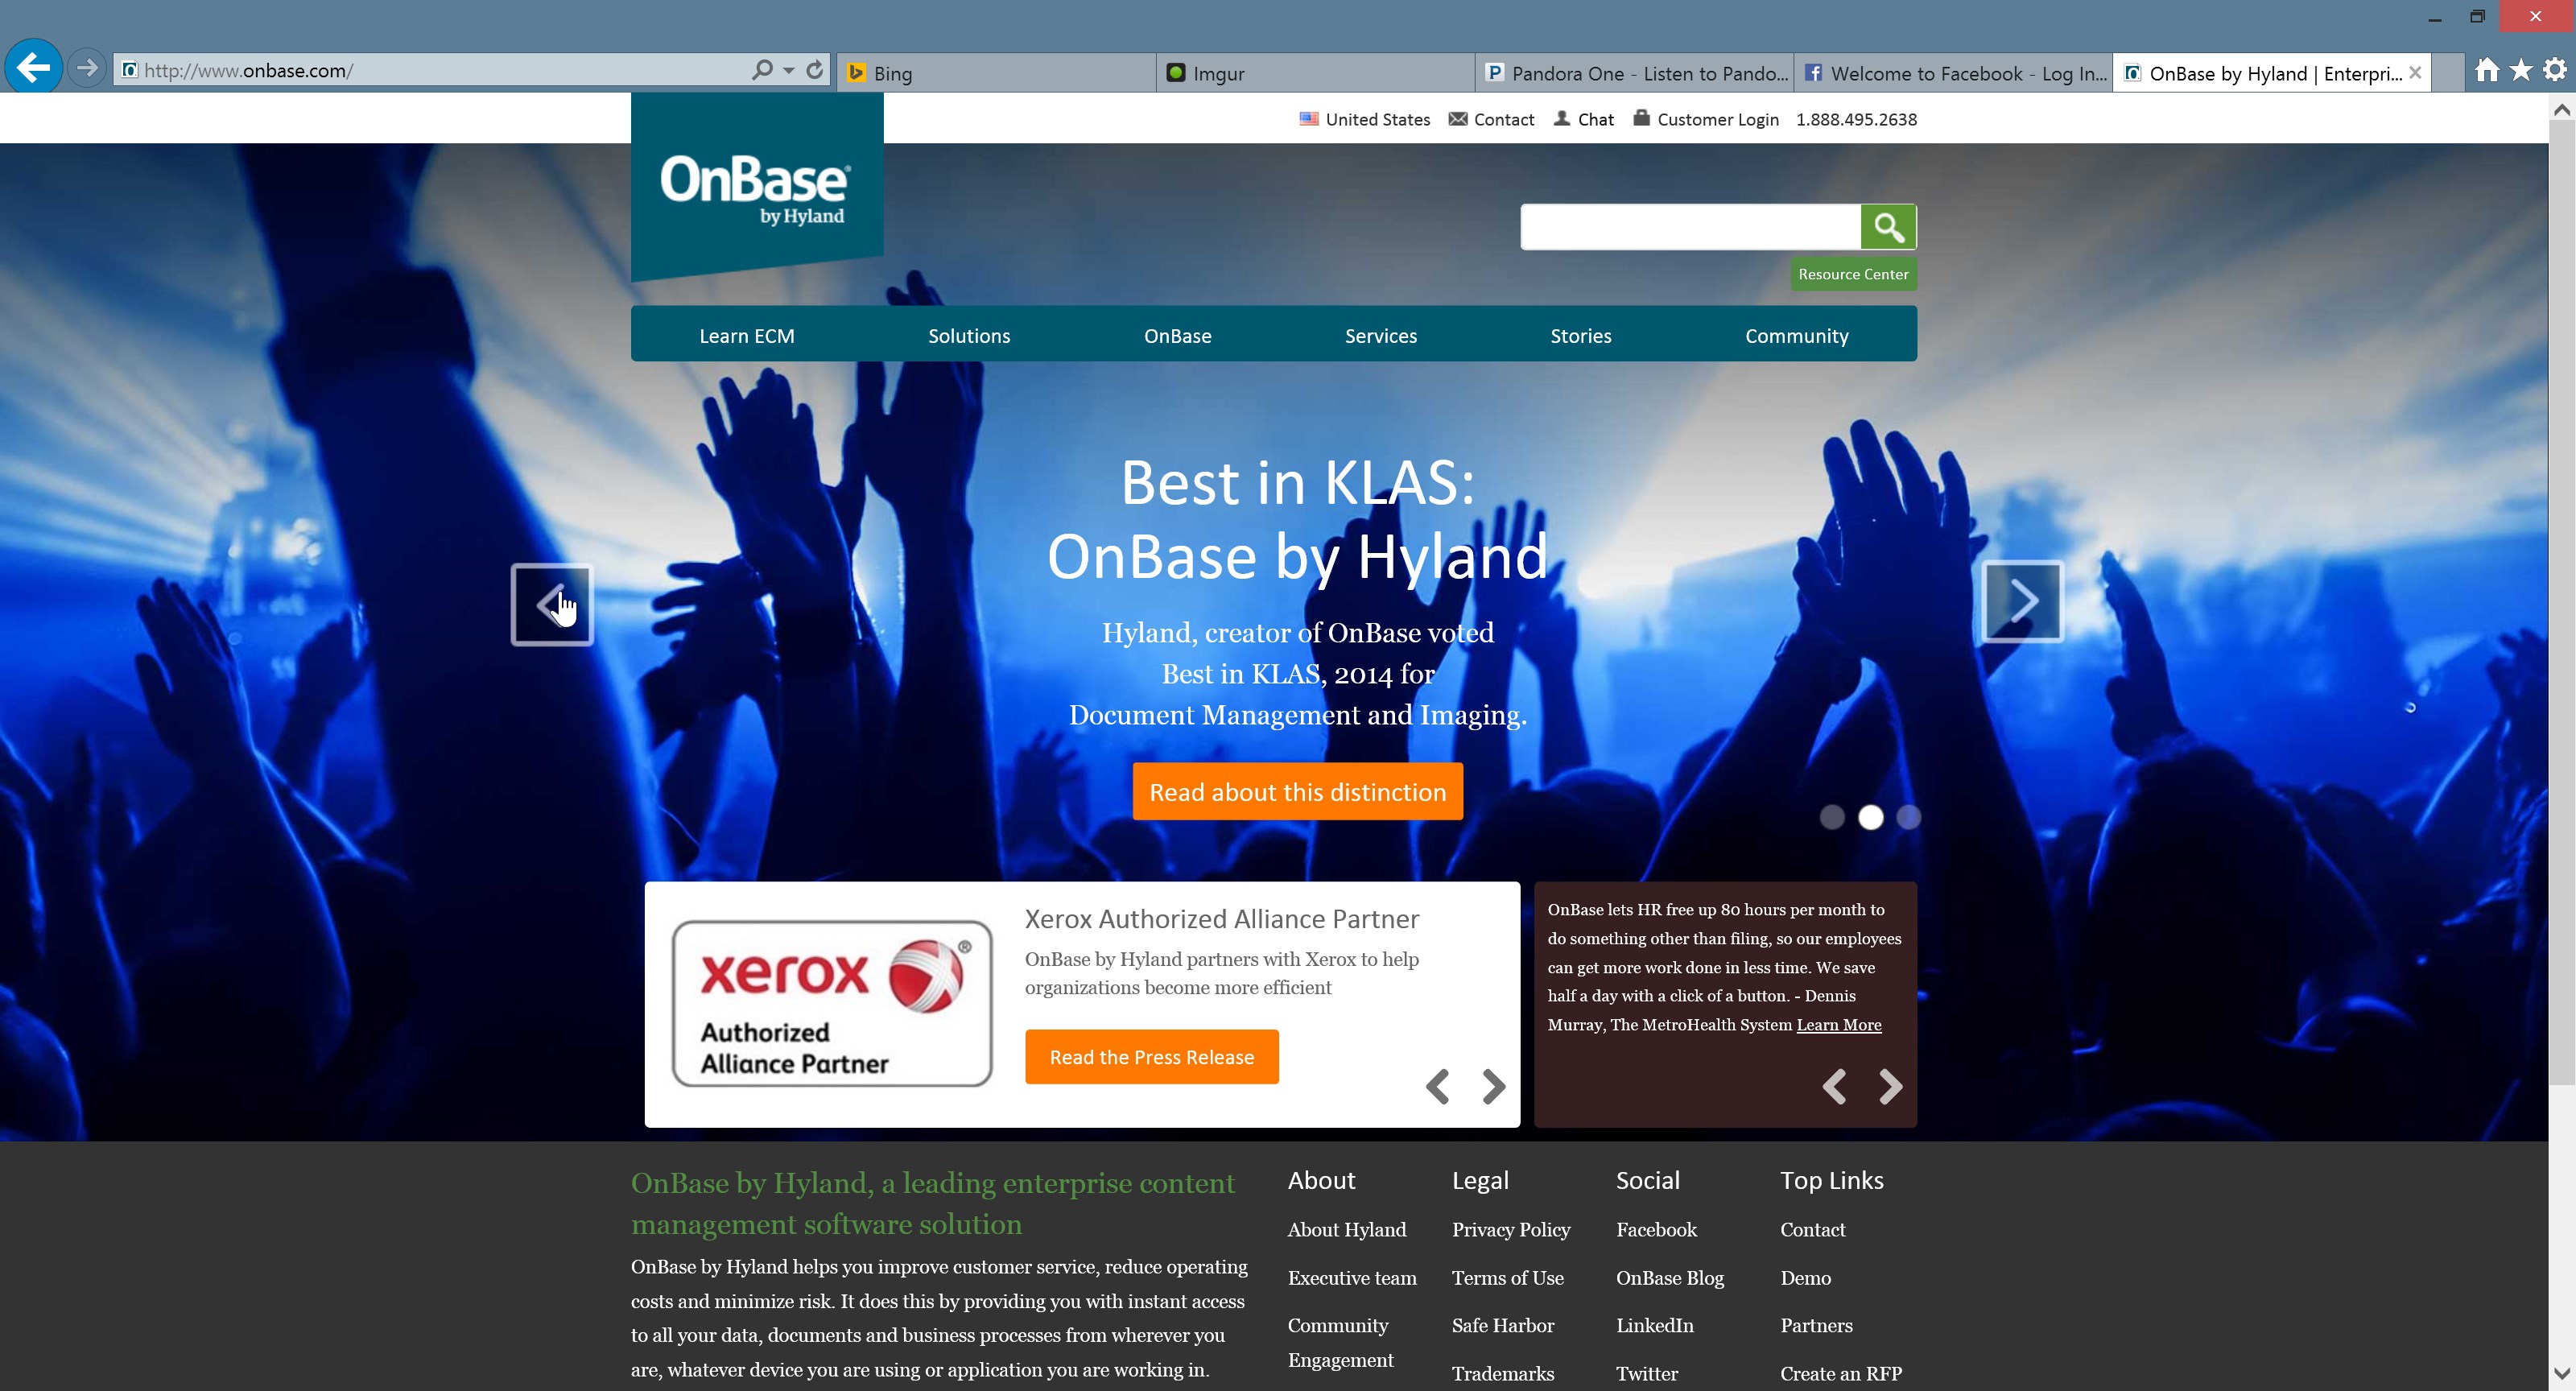 http://www.onbase.com/
Bing
Imgur
Pandora One - Listen to Pando...
Welcome to Facebook - Log In...
OnBase by Hyland | Enterpri...
United States
Contact
Chat
Customer Login
1.888.495.2638
OnBase®
by Hyland
Resource Center
Learn ECM
Solutions
OnBase
Services
Stories
Community
Best in KLAS:
OnBase by Hyland
Hyland, creator of OnBase voted
Best in KLAS, 2014 for
Document Management and Imaging.
Read about this distinction
xerox ®
Authorized
Alliance Partner
Xerox Authorized Alliance Partner
OnBase by Hyland partners with Xerox to help
organizations become more efficient
Read the Press Release
OnBase lets HR free up 80 hours per month to
do something other than filing, so our employees
can get more work done in less time. We save
half a day with a click of a button. - Dennis
Murray, The MetroHealth System Learn More
OnBase by Hyland, a leading enterprise content
management software solution
OnBase by Hyland helps you improve customer service, reduce operating
costs and minimize risk. It does this by providing you with instant access
to all your data, documents and business processes from wherever you
are, whatever device you are using or application you are working in.
About
About Hyland
Executive team
Community
Engagement
Legal
Privacy Policy
Terms of Use
Safe Harbor
Trademarks
Social
Facebook
OnBase Blog
LinkedIn
Twitter
Top Links
Contact
Demo
Partners
Create an RFP